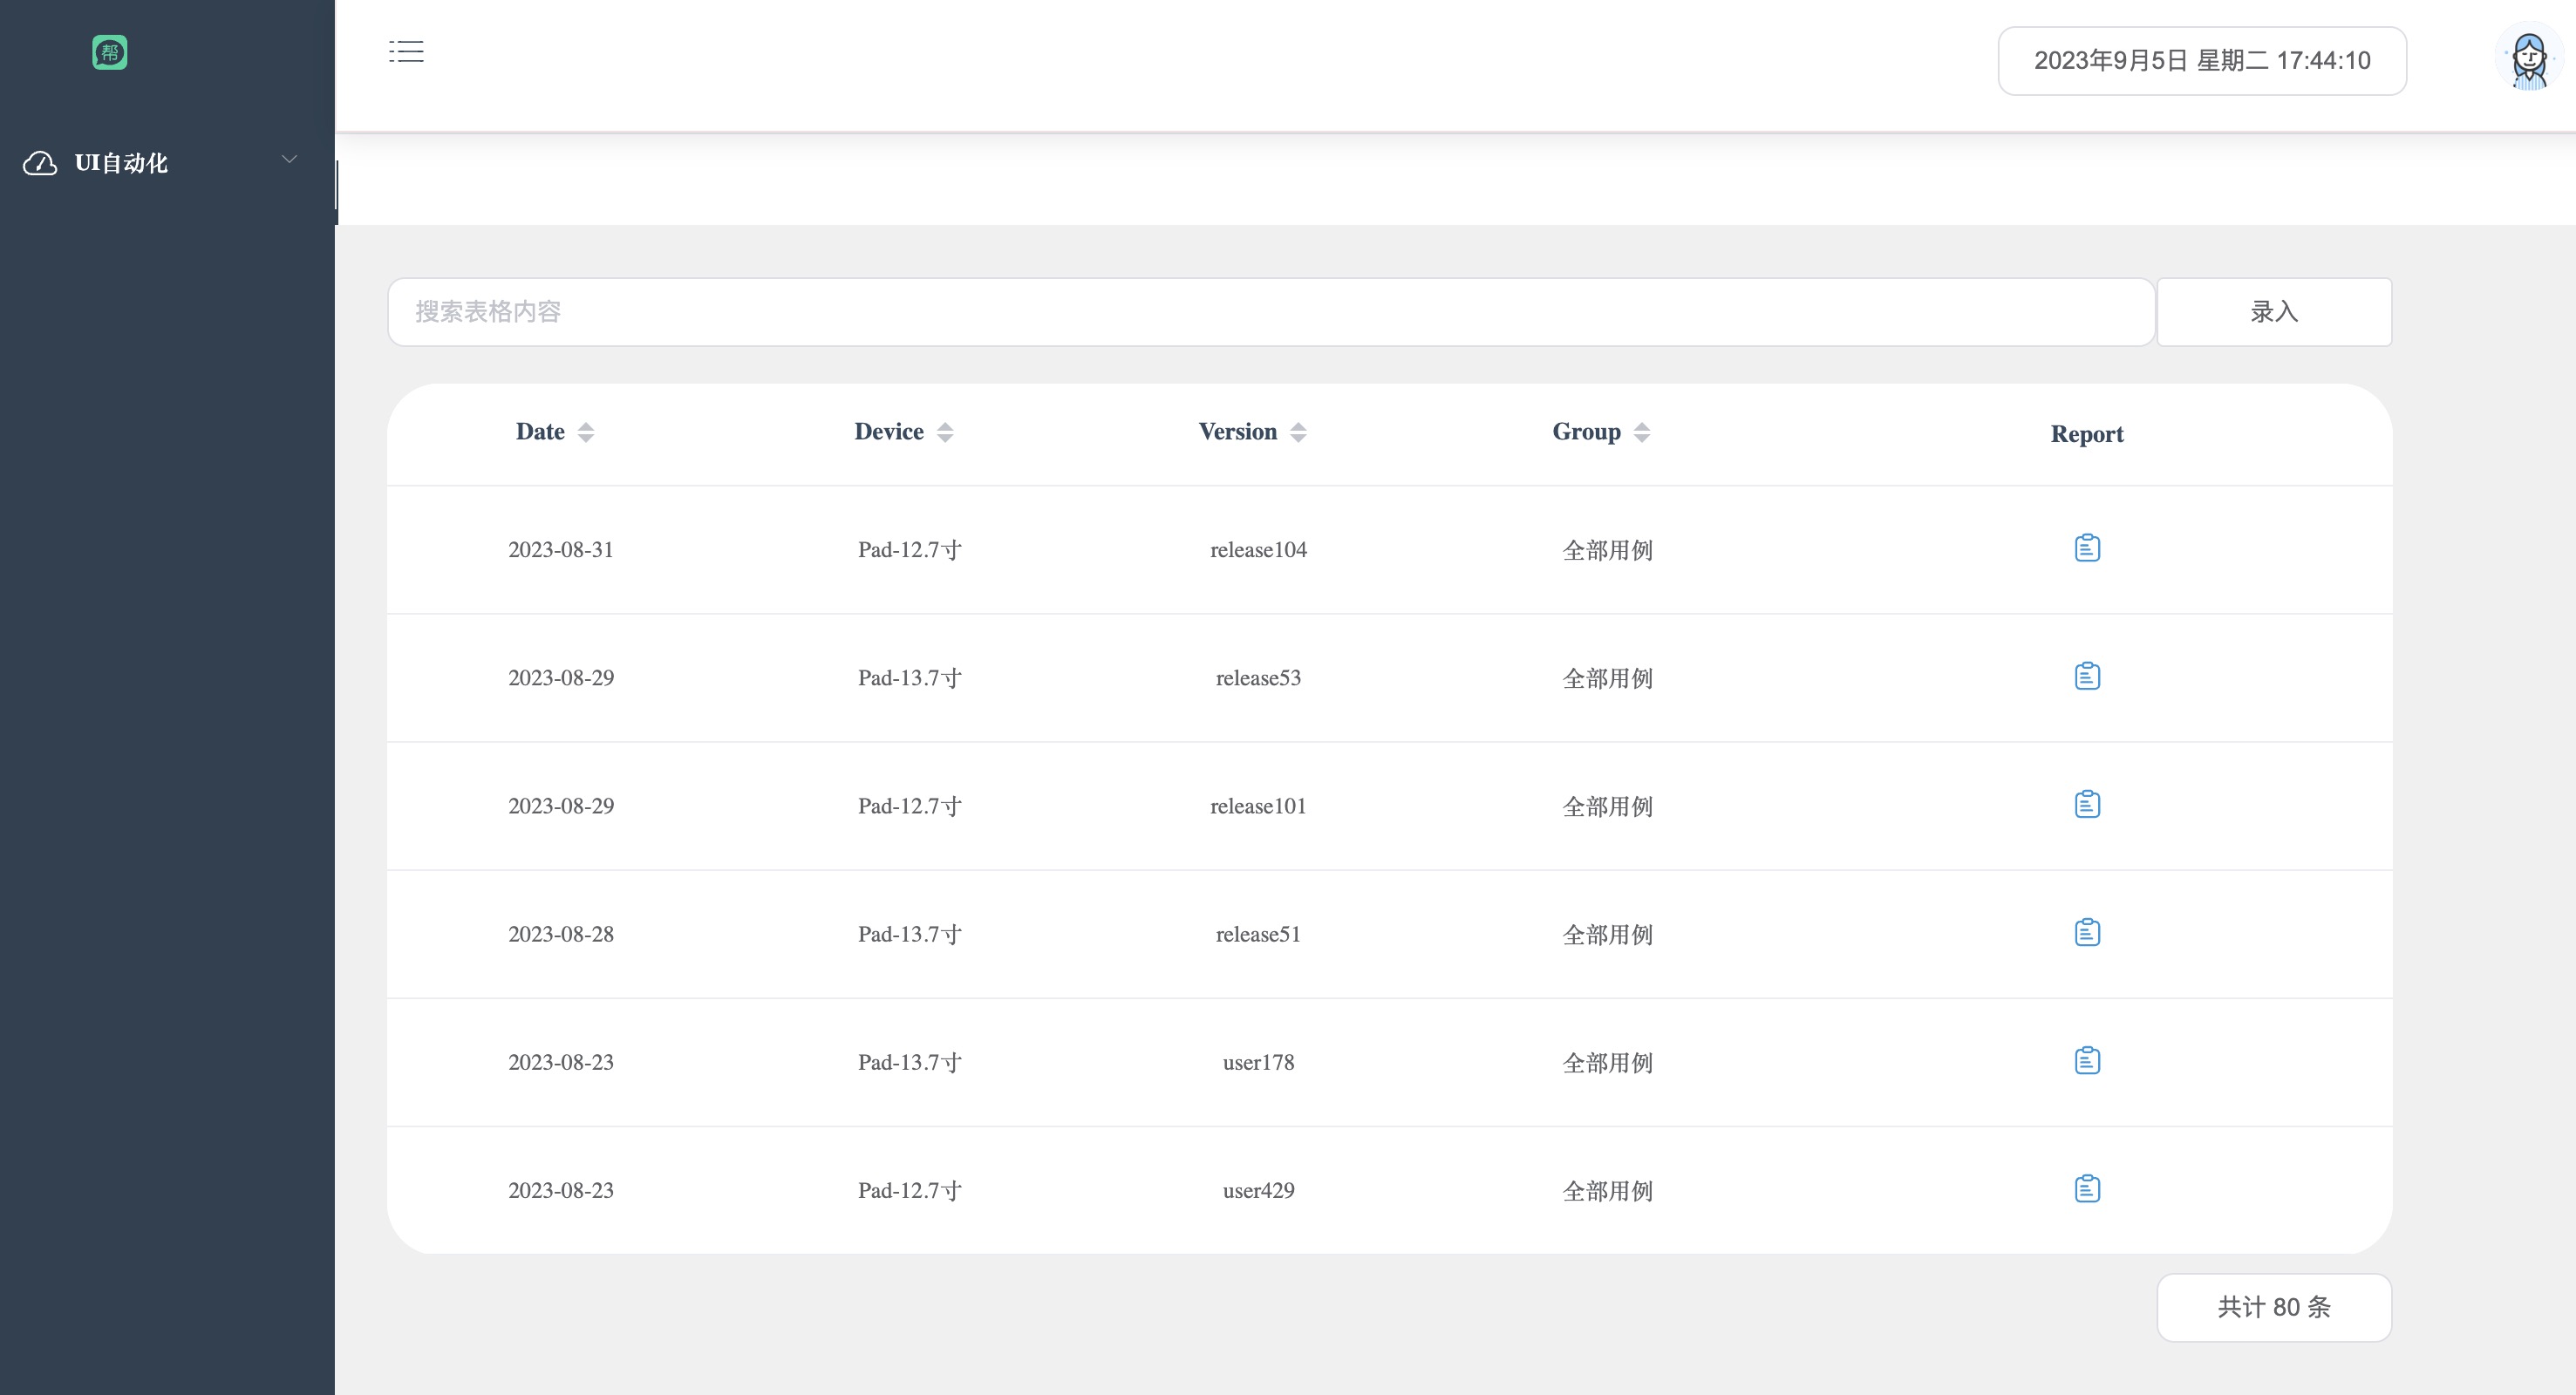 帮
2023年9月5日 星期二 17:44:10
UI自动化
搜索表格内容
录入
Date Device Version Group Report
2023-08-31 Pad-12.7寸 release104 全部用例
2023-08-29 Pad-13.7寸 release53 全部用例
2023-08-29 Pad-12.7寸 release101 全部用例
2023-08-28 Pad-13.7寸 release51 全部用例
2023-08-23 Pad-13.7寸 user178 全部用例
2023-08-23 Pad-12.7寸 user429 全部用例
共计 80 条